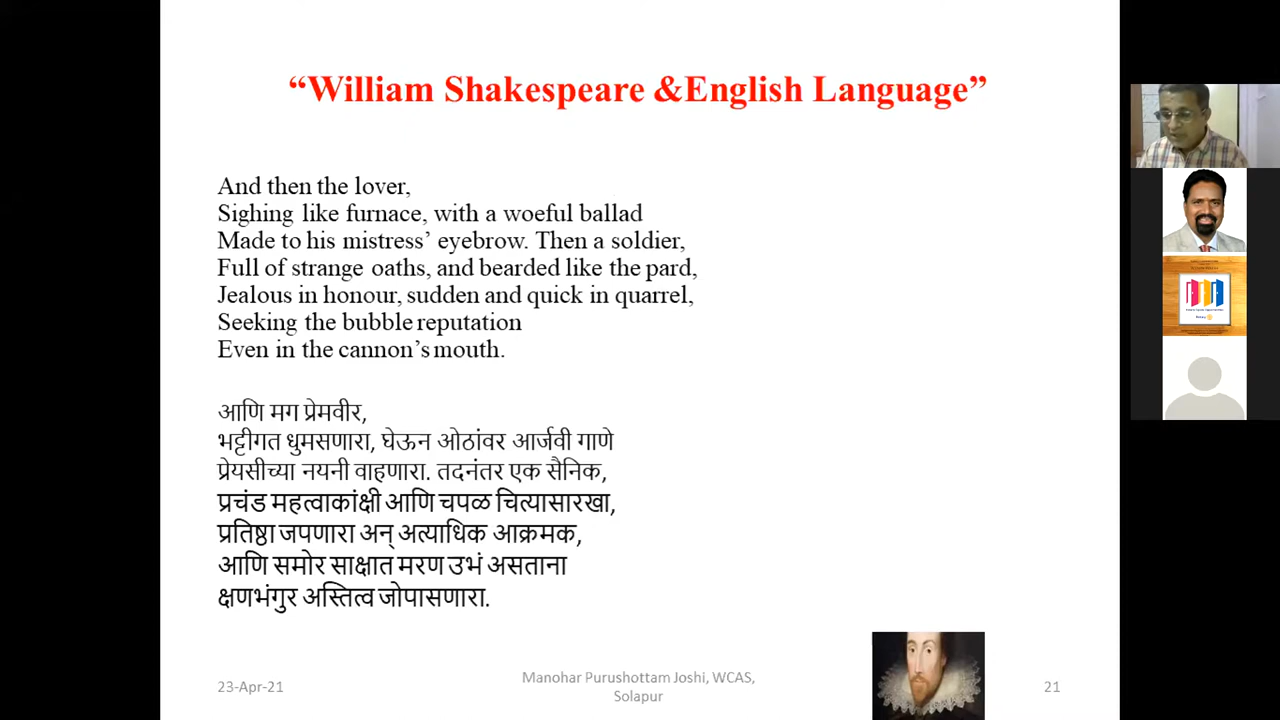 “William Shakespeare &English Language”
And then the lover,
Sighing like furnace, with a woeful ballad
Made to his mistress’ eyebrow. Then a soldier,
Full of strange oaths, and bearded like the pard,
Jealous in honour, sudden and quick in quarrel,
Seeking the bubble reputation
Even in the cannon’s mouth.
आणि मग प्रेमवीर,
भट्टीगत धुमसणारा, घेऊन ओठांवर आर्जवी गाणे
प्रेयसीच्या नयनी वाहणारा. तदनंतर एक सैनिक,
प्रचंड महत्वाकांक्षी आणि चपळ चित्यासारखा,
प्रतिष्ठा जपणारा अन् अत्याधिक आक्रमक,
आणि समोर साक्षात मरण उभं असताना
क्षणभंगुर अस्तित्व जोपासणारा.
23-Apr-21
Manohar Purushottam Joshi, WCAS,
Solapur
21